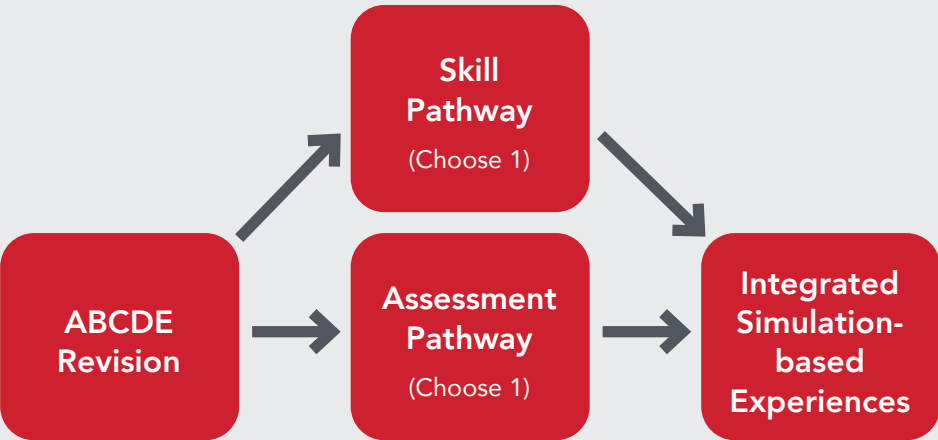 Skill
Pathway
(Choose 1)
ABCDE
Revision
Assessment
Pathway
(Choose 1)
Integrated
Simulation-
based
Experiences